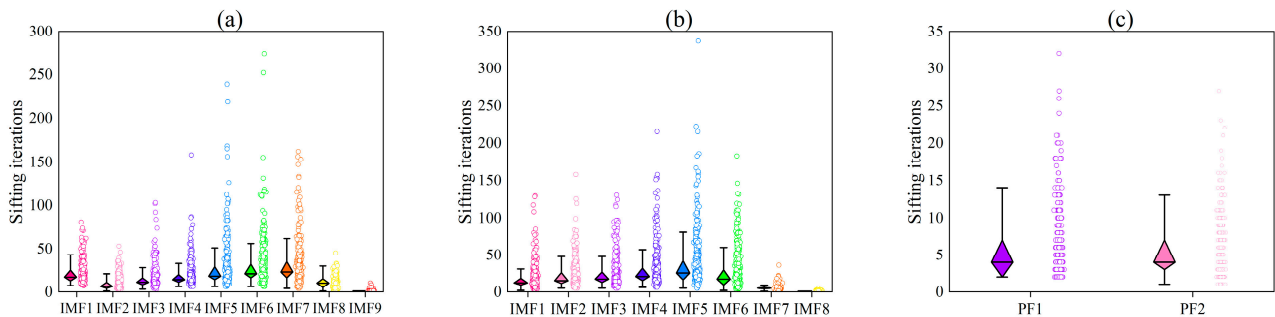 (a)
300
250
200
150
100
50
0
Sifting iterations
IMF1 IMF2 IMF3 IMF4 IMF5 IMF6 IMF7 IMF8 IMF9
(b)
350
300
250
200
150
100
50
0
Sifting iterations
IMF1 IMF2 IMF3 IMF4 IMF5 IMF6 IMF7 IMF8
(c)
35
30
25
20
15
10
5
0
Sifting iterations
PF1 PF2